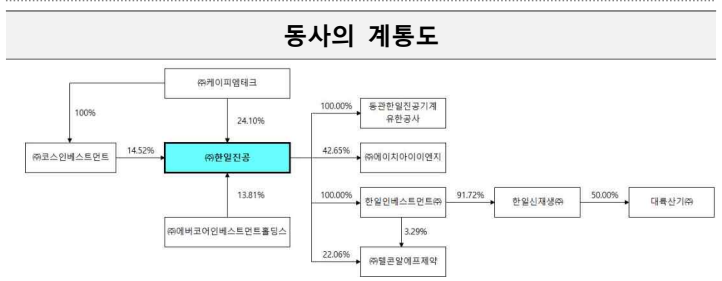 동사의 계통도
㈜케이피엠테크
100%
24.10%
100.00%
동관한일진공기계
유한공사
㈜코스인베스트먼트
14.52%
㈜한일진공
42.65%
㈜에이치아이이엔지
13.81%
100.00%
한일인베스트먼트㈜
91.72%
한일신재생㈜
50.00%
대륙산기㈜
㈜에버코어인베스트먼트홀딩스
3.29%
22.06%
㈜텔콘알에프제약